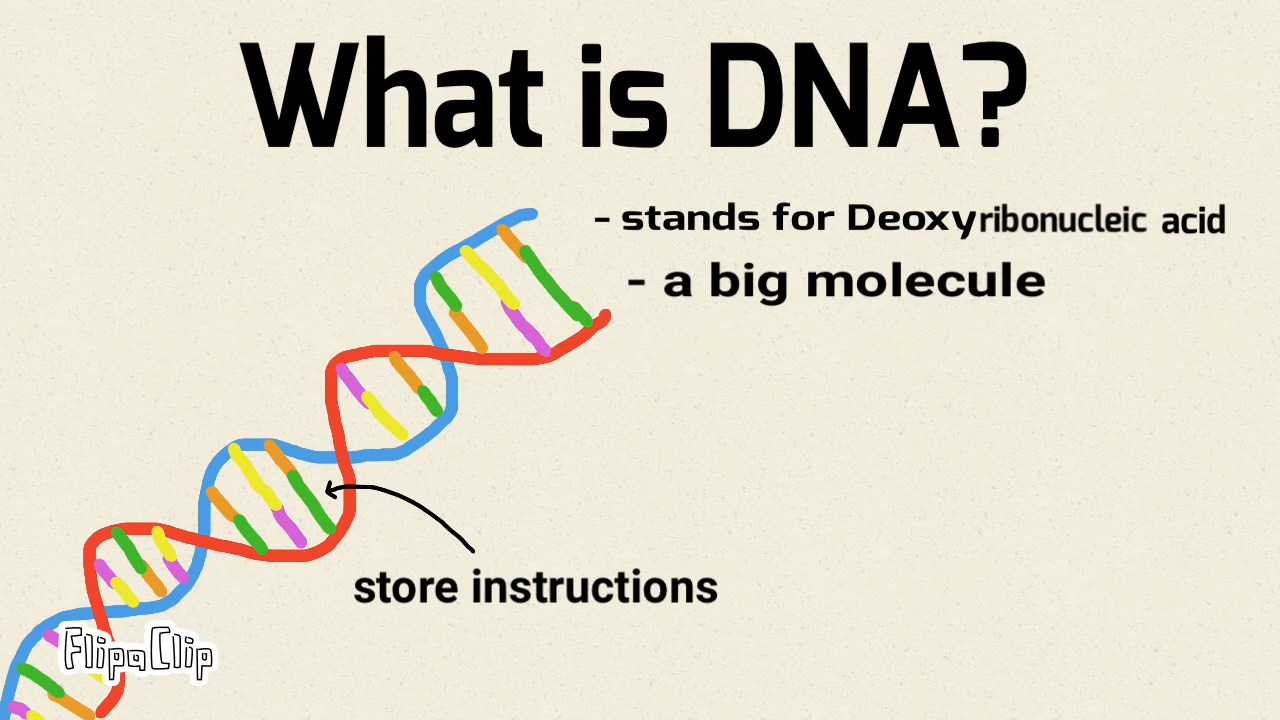 What is DNA?
- stands for Deoxyribonucleic acid
- a big molecule
store instructions
FlipaClip